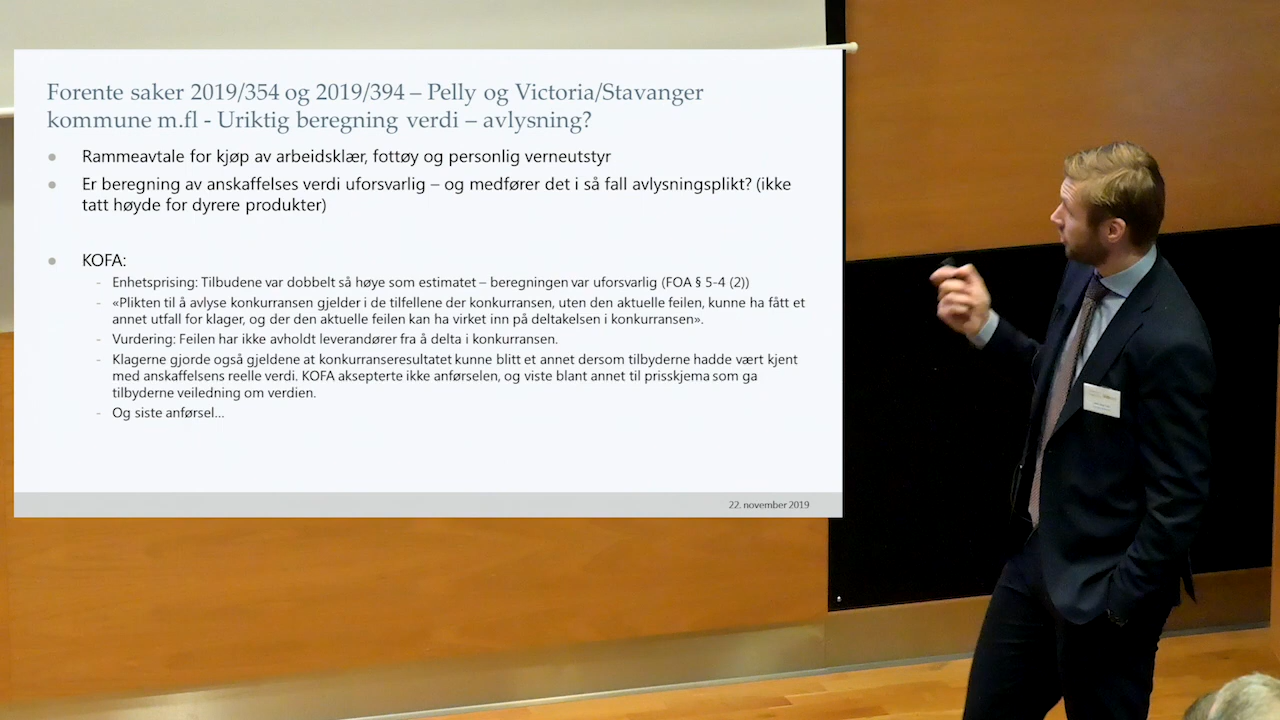 Forente saker 2019/354 og 2019/394 – Pelly og Victoria/Stavanger
kommune m.fl - Uriktig beregning verdi – avlysning?
Rammeavtale for kjøp av arbeidsklær, fottøy og personlig verneutstyr
Er beregning av anskaffelses verdi uforsvarlig – og medfører det i så fall avlysningsplikt? (ikke
tatt høyde for dyrere produkter)
KOFA:
- Enhetsprising: Tilbudene var dobbelt så høye som estimatet – beregningen var uforsvarlig (FOA § 5-4 (2))
- «Plikten til å avlyse konkurransen gjelder i de tilfellene der konkurransen, uten den aktuelle feilen, kunne ha fått et
annet utfall for klager, og der den aktuelle feilen kan ha virket inn på deltakelsen i konkurransen».
- Vurdering: Feilen har ikke avholdt leverandører fra å delta i konkurransen.
- Klagerne gjorde også gjeldene at konkurranseresultatet kunne blitt et annet dersom tilbyderne hadde vært kjent
med anskaffelsens reelle verdi. KOFA aksepterte ikke anførselen, og viste blant annet til prisskjema som ga
tilbyderne veiledning om verdien.
- Og siste anførsel...
22. november 2019